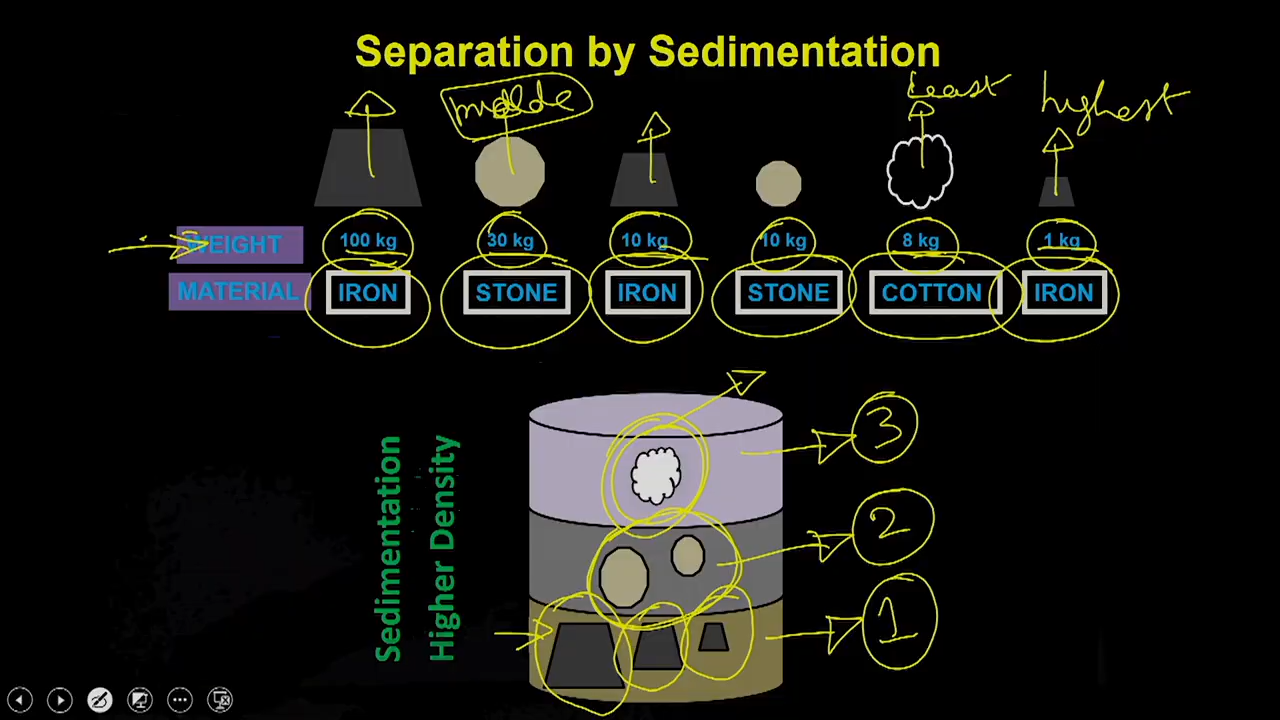 Separation by Sedimentation
least
highest
WEIGHT 100 kg 30 kg 10 kg 10 kg 8 kg 1 kg
MATERIAL IRON STONE IRON STONE COTTON IRON
Sedimentation
Higher Density
3
2
1